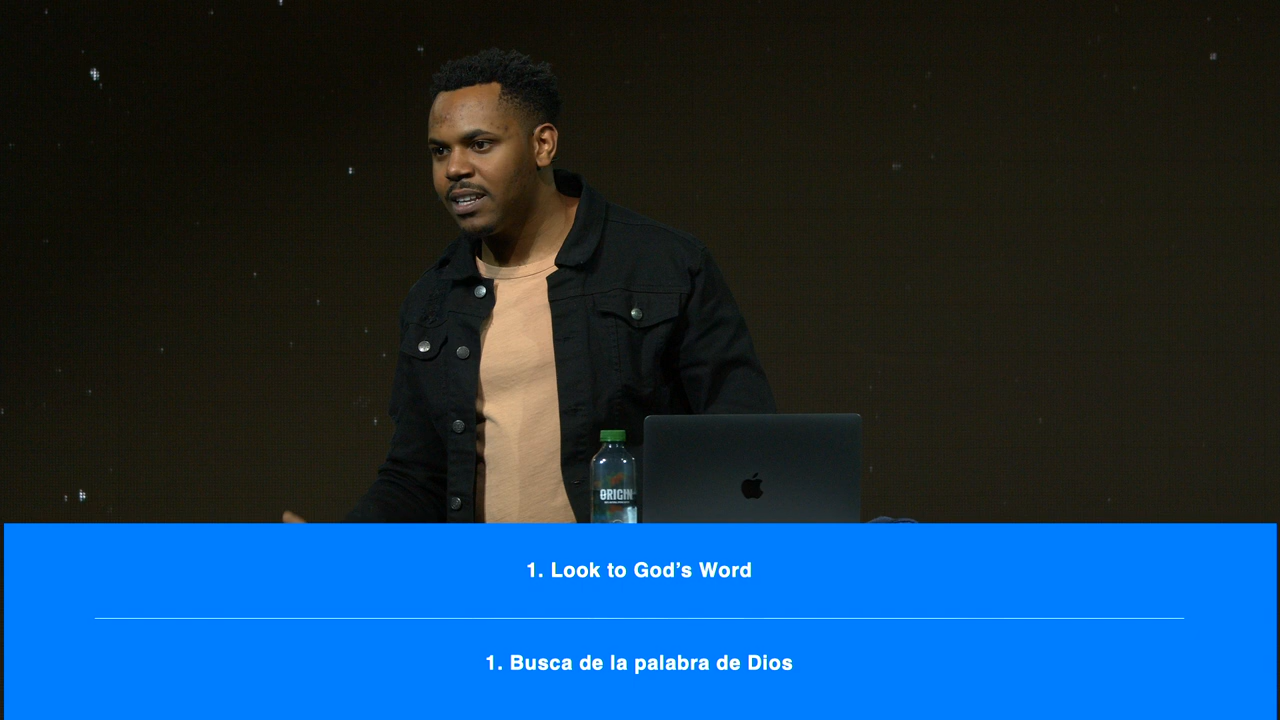 ORIGIN
1. Look to God’s Word
1. Busca de la palabra de Dios